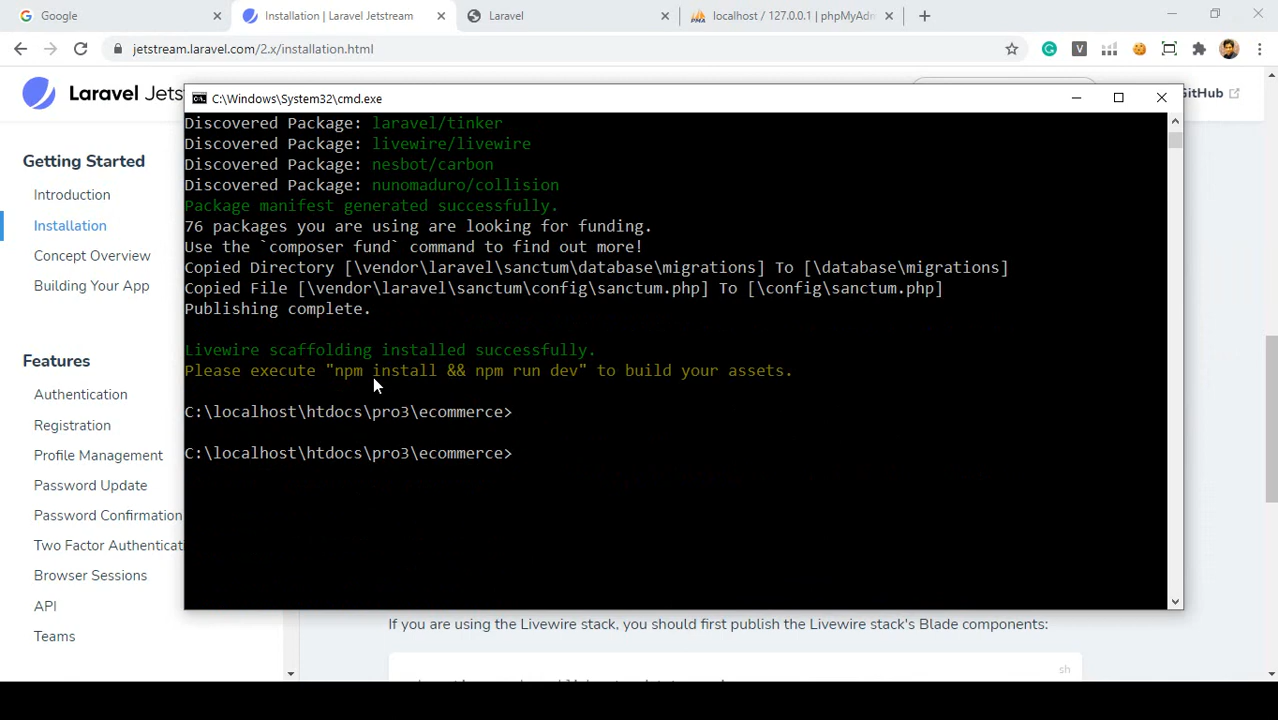 Google
Installation | Laravel Jetstream
Laravel
localhost / 127.0.0.1 | phpMyAdn
jetstream.laravel.com/2.x/installation.html
V
Laravel Jets
GitHub
C:\Windows\System32\cmd.exe
Getting Started
Introduction
Installation
Concept Overview
Building Your App
Features
Authentication
Registration
Profile Management
Password Update
Password Confirmation
Two Factor Authenticati
Browser Sessions
API
Teams
Discovered Package: laravel/tinker
Discovered Package: livewire/livewire
Discovered Package: nesbot/carbon
Discovered Package: nunomaduro/collision
Package manifest generated successfully.
76 packages you are using are looking for funding.
Use the `composer fund` command to find out more!
Copied Directory [\vendor\laravel\sanctum\database\migrations] To [\database\migrations]
Copied File [\vendor\laravel\sanctum\config\sanctum.php] To [\config\sanctum.php]
Publishing complete.
Livewire scaffolding installed successfully.
Please execute "npm install && npm run dev" to build your assets.
C:\localhost\htdocs\pro3\ecommerce>
C:\localhost\htdocs\pro3\ecommerce>
If you are using the Livewire stack, you should first publish the Livewire stack's Blade components:
sh